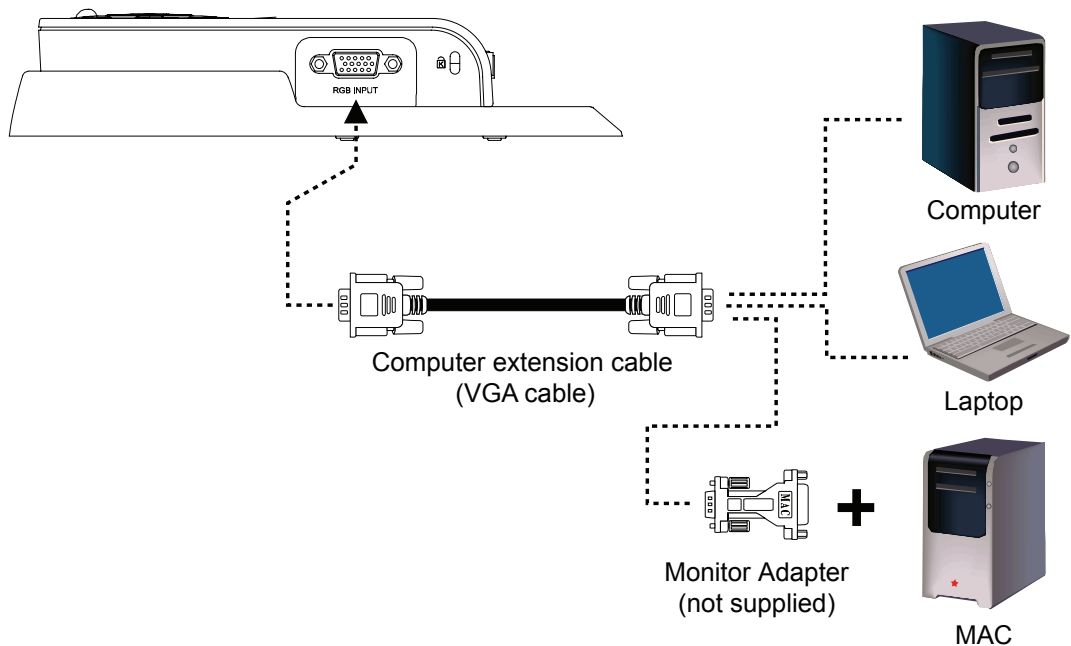 RGB INPUT
Computer
Computer extension cable
(VGA cable)
Laptop
MAC
Monitor Adapter
(not supplied)
MAC